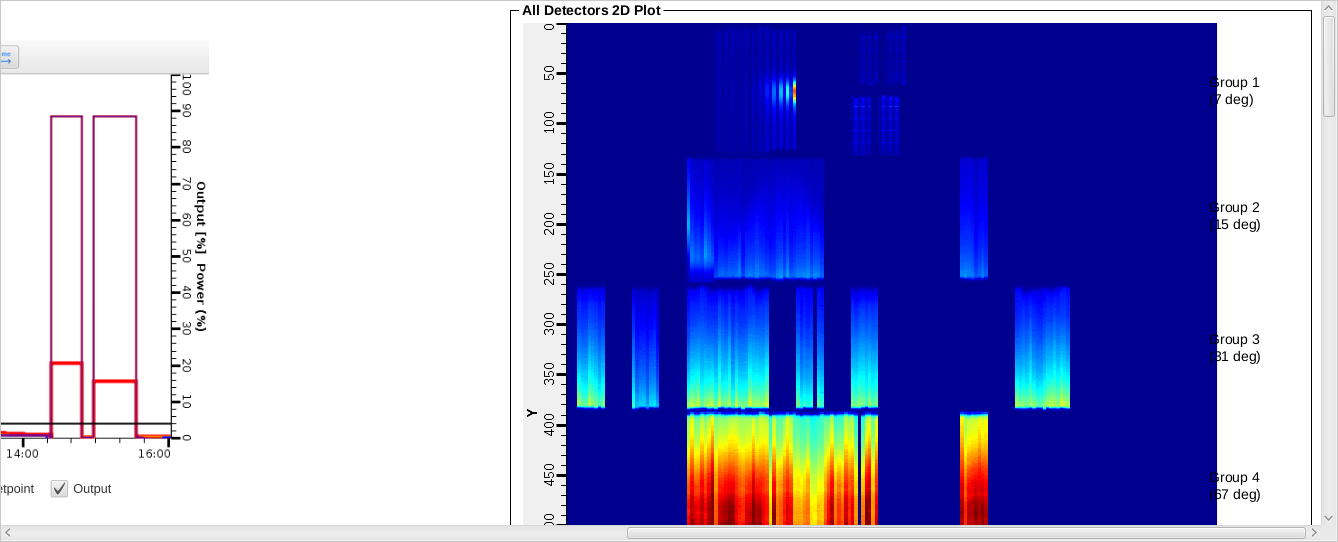 All Detectors 2D Plot
me
100
90
80
70
60
50
40
30
20
10
0
Output [%] Power (%)
14:00
16:00
etpoint
Output
0
50
100
150
200
250
300
350
400
450
Y
Group 1
(7 deg)
Group 2
(15 deg)
Group 3
(31 deg)
Group 4
(67 deg)